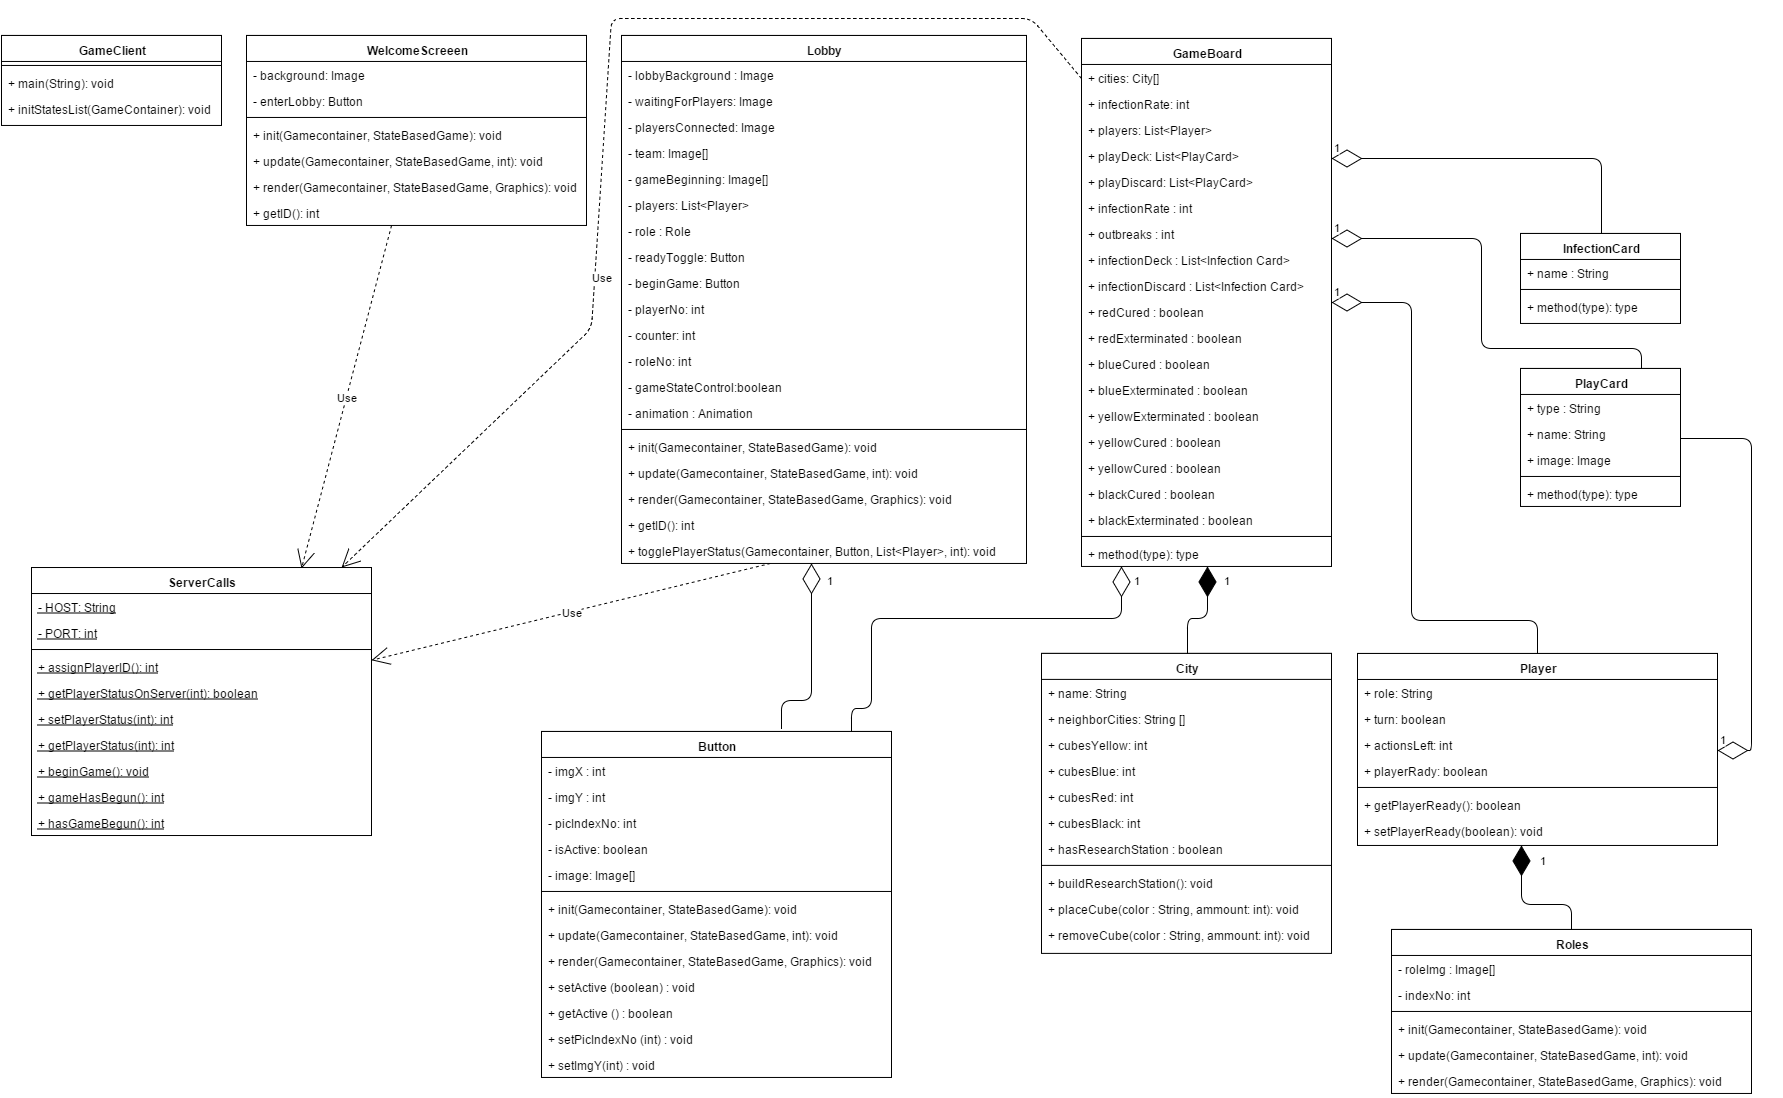 GameClient
+ main(String): void
+ initStatesList(GameContainer): void
WelcomeScreeen
- background: Image
- enterLobby: Button
+ init(Gamecontainer, StateBasedGame): void
+ update(Gamecontainer, StateBasedGame, int): void
+ render(Gamecontainer, StateBasedGame, Graphics): void
+ getID(): int
Lobby
- lobbyBackground : Image
- waitingForPlayers: Image
- playersConnected: Image
- team: Image[]
- gameBeginning: Image[]
- players: List<Player>
- role : Role
- readyToggle: Button
- beginGame: Button
- playerNo: int
- counter: int
- roleNo: int
- gameStateControl:boolean
- animation : Animation
+ init(Gamecontainer, StateBasedGame): void
+ update(Gamecontainer, StateBasedGame, int): void
+ render(Gamecontainer, StateBasedGame, Graphics): void
+ getID(): int
+ togglePlayerStatus(Gamecontainer, Button, List<Player>, int): void
GameBoard
+ cities: City[]
+ infectionRate: int
+ players: List<Player>
+ playDeck: List<PlayCard>
+ playDiscard: List<PlayCard>
+ infectionRate : int
+ outbreaks : int
+ infectionDeck : List<Infection Card>
+ infectionDiscard : List<Infection Card>
+ redCured : boolean
+ redExterminated : boolean
+ blueCured : boolean
+ blueExterminated : boolean
+ yellowExterminated : boolean
+ yellowCured : boolean
+ yellowCured : boolean
+ blackCured : boolean
+ blackExterminated : boolean
+ method(type): type
1
1
1
InfectionCard
+ name : String
+ method(type): type
PlayCard
+ type : String
+ name: String
+ image: Image
+ method(type): type
Use
Use
Use
1
1
1
ServerCalls
- HOST: String
- PORT: int
+ assignPlayerID(): int
+ getPlayerStatusOnServer(int): boolean
+ setPlayerStatus(int): int
+ getPlayerStatus(int): int
+ beginGame(): void
+ gameHasBegun(): int
+ hasGameBegun(): int
Button
- imgX : int
- imgY : int
- picIndexNo: int
- isActive: boolean
- image: Image[]
+ init(Gamecontainer, StateBasedGame): void
+ update(Gamecontainer, StateBasedGame, int): void
+ render(Gamecontainer, StateBasedGame, Graphics): void
+ setActive (boolean) : void
+ getActive () : boolean
+ setPicIndexNo (int) : void
+ setImgY(int) : void
City
+ name: String
+ neighborCities: String []
+ cubesYellow: int
+ cubesBlue: int
+ cubesRed: int
+ cubesBlack: int
+ hasResearchStation : boolean
+ buildResearchStation(): void
+ placeCube(color : String, ammount: int): void
+ removeCube(color : String, ammount: int): void
Player
+ role: String
+ turn: boolean
+ actionsLeft: int
+ playerRady: boolean
+ getPlayerReady(): boolean
+ setPlayerReady(boolean): void
1
1
Roles
- roleImg : Image[]
- indexNo: int
+ init(Gamecontainer, StateBasedGame): void
+ update(Gamecontainer, StateBasedGame, int): void
+ render(Gamecontainer, StateBasedGame, Graphics): void